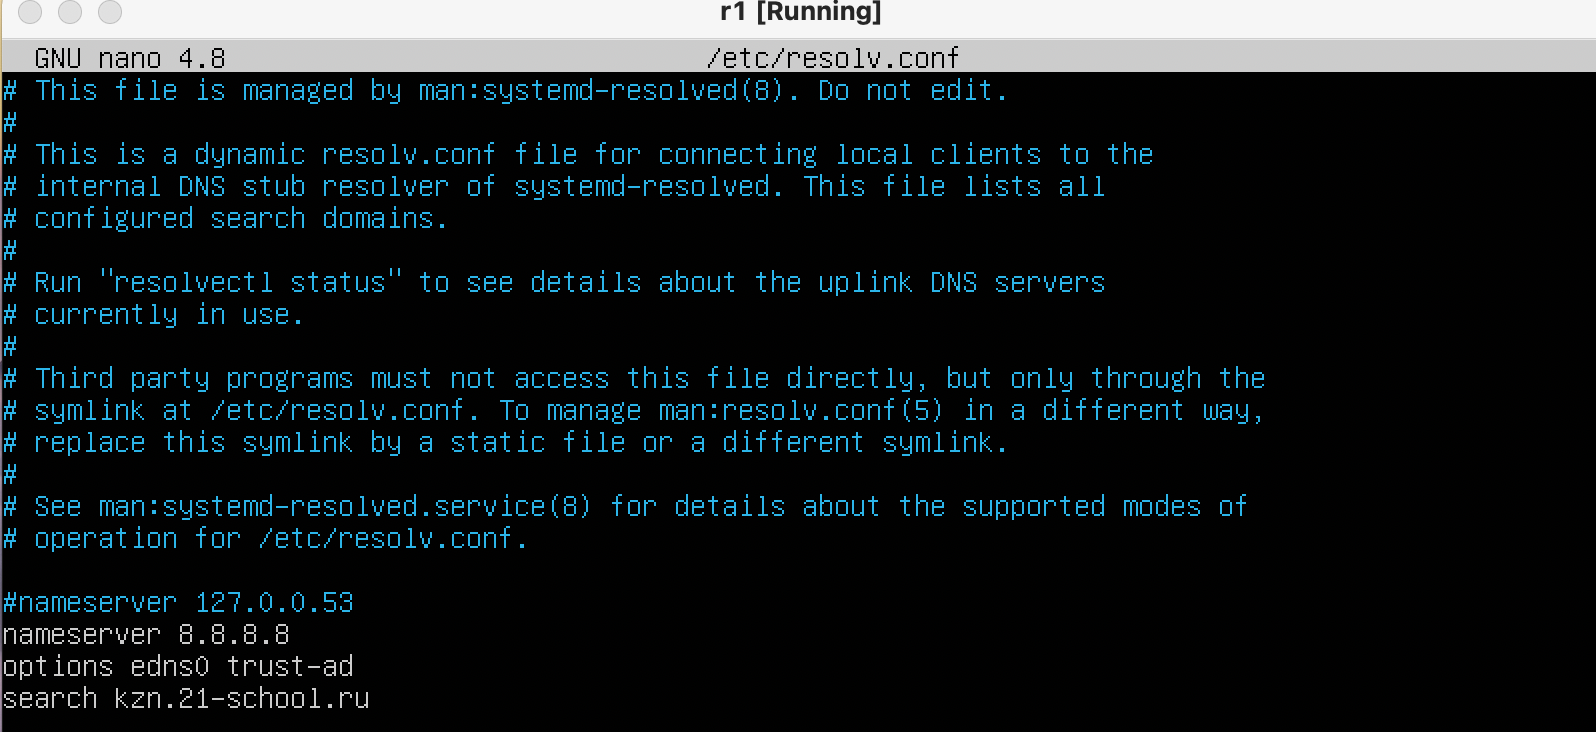 r1 [Running]
GNU nano 4.8 /etc/resolv.conf
# This file is managed by man:systemd-resolved(8). Do not edit.
#
# This is a dynamic resolv.conf file for connecting local clients to the
# internal DNS stub resolver of systemd-resolved. This file lists all
# configured search domains.
#
# Run "resolvectl status" to see details about the uplink DNS servers
# currently in use.
#
# Third party programs must not access this file directly, but only through the
# symlink at /etc/resolv.conf. To manage man:resolv.conf(5) in a different way,
# replace this symlink by a static file or a different symlink.
#
# See man:systemd-resolved.service(8) for details about the supported modes of
# operation for /etc/resolv.conf.
#nameserver 127.0.0.53
nameserver 8.8.8.8
options edns0 trust-ad
search kzn.21-school.ru